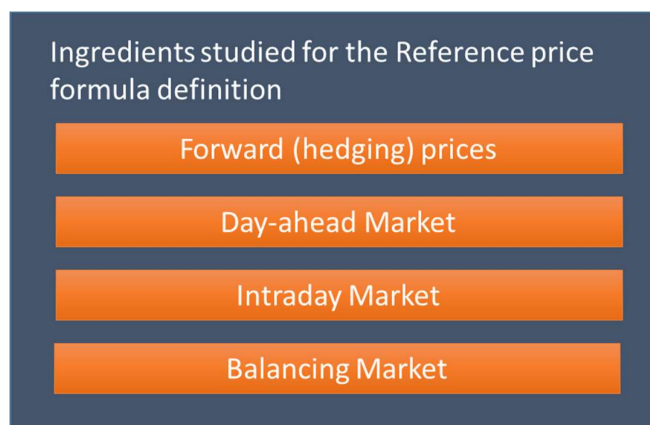 Ingredients studied for the Reference price
formula definition
Forward (hedging) prices
Day-ahead Market
Intraday Market
Balancing Market